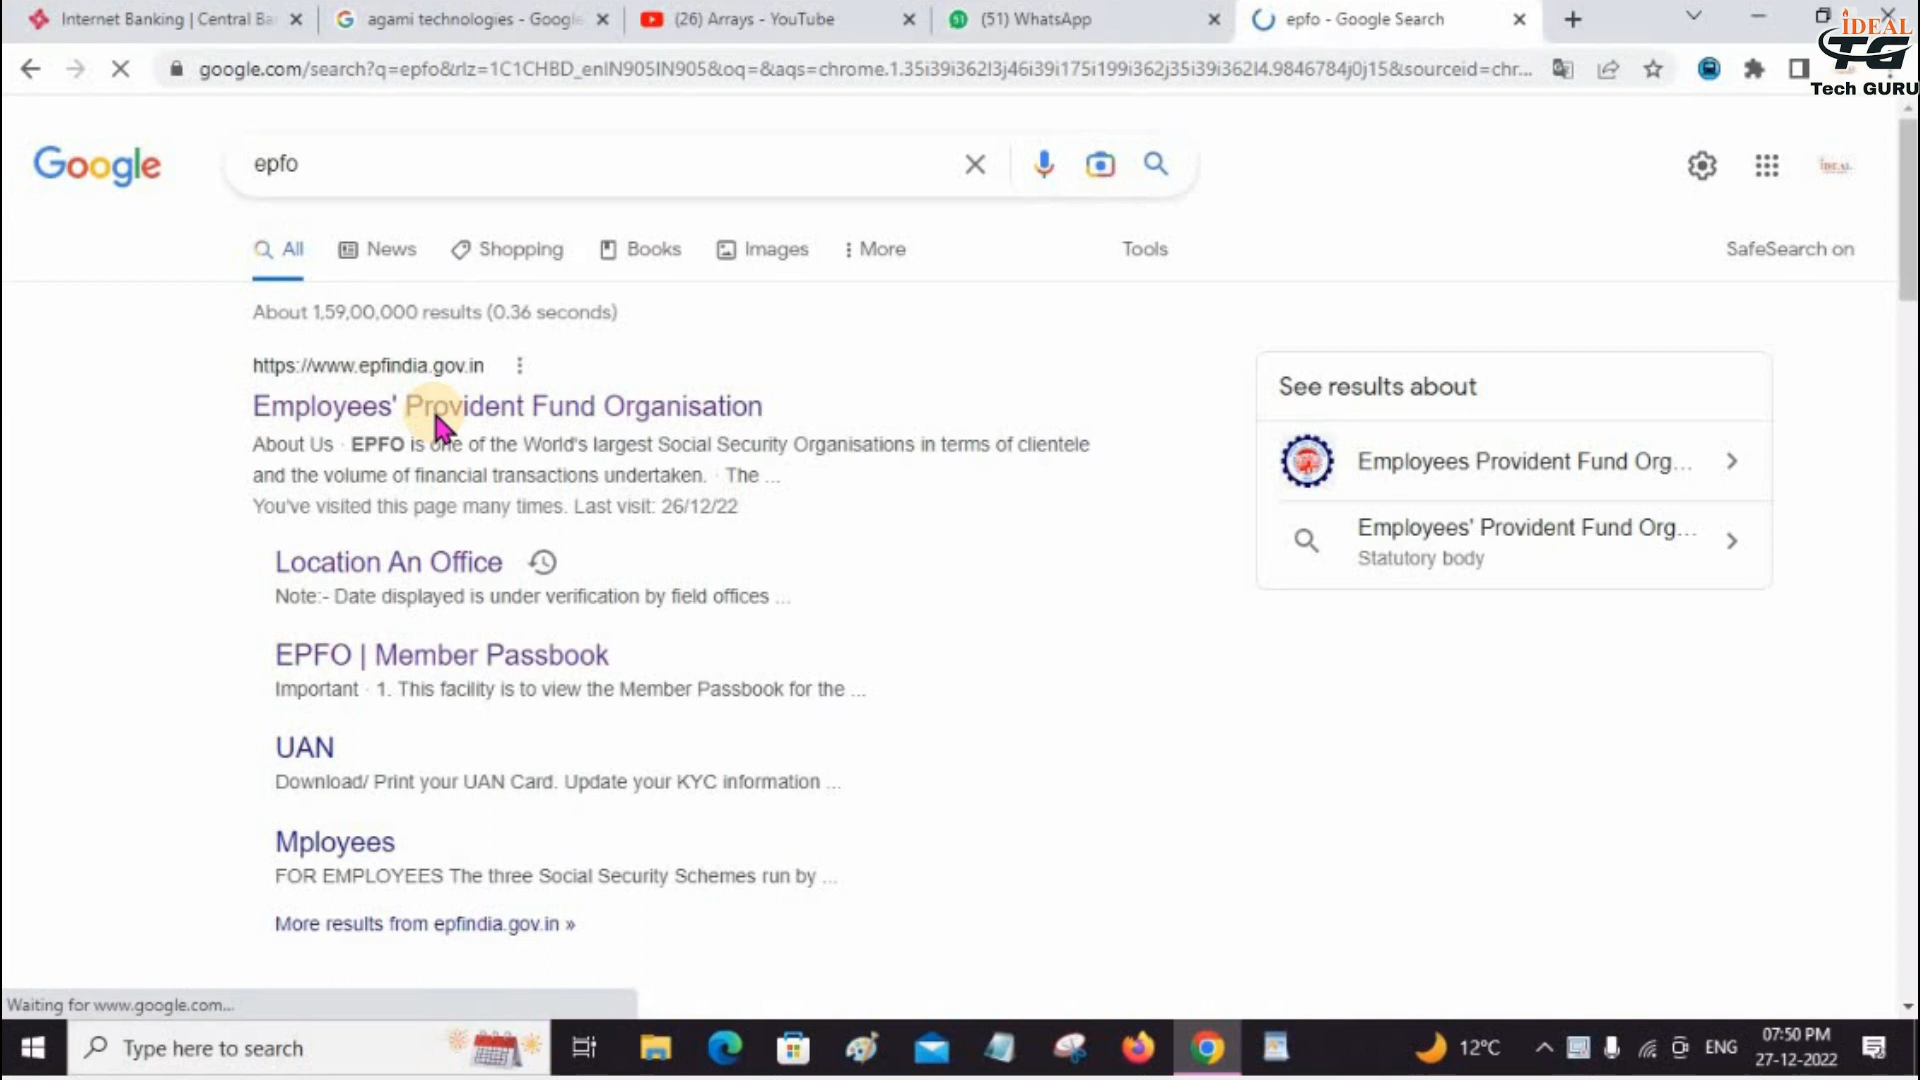 Internet Banking | Central Ba
agami technologies - Google
(26) Arrays - YouTube
(51) WhatsApp
epfo - Google Search
google.com/search?q=epfo&rlz=1C1CHBD_enIN905IN905&oq=&aqs=chrome.1.35i39i362l3j46i39i175i199i362j35i39i362l4.9846784j0j15&sourceid=chr...
IDEAL
TG
Tech GURU
Google
epfo
IDEAL
All
News
Shopping
Books
Images
More
Tools
SafeSearch on
About 1,59,00,000 results (0.36 seconds)
https://www.epfindia.gov.in
Employees' Provident Fund Organisation
About Us · EPFO is one of the World's largest Social Security Organisations in terms of clientele
and the volume of financial transactions undertaken. · The ...
You've visited this page many times. Last visit: 26/12/22
Location An Office
Note:- Date displayed is under verification by field offices ...
EPFO | Member Passbook
Important · 1. This facility is to view the Member Passbook for the ...
UAN
Download/ Print your UAN Card. Update your KYC information ...
Mployees
FOR EMPLOYEES The three Social Security Schemes run by ...
More results from epfindia.gov.in »
See results about
Employees Provident Fund Org...
Employees' Provident Fund Org...
Statutory body
Waiting for www.google.com...
Type here to search
12°C
ENG
07:50 PM
27-12-2022